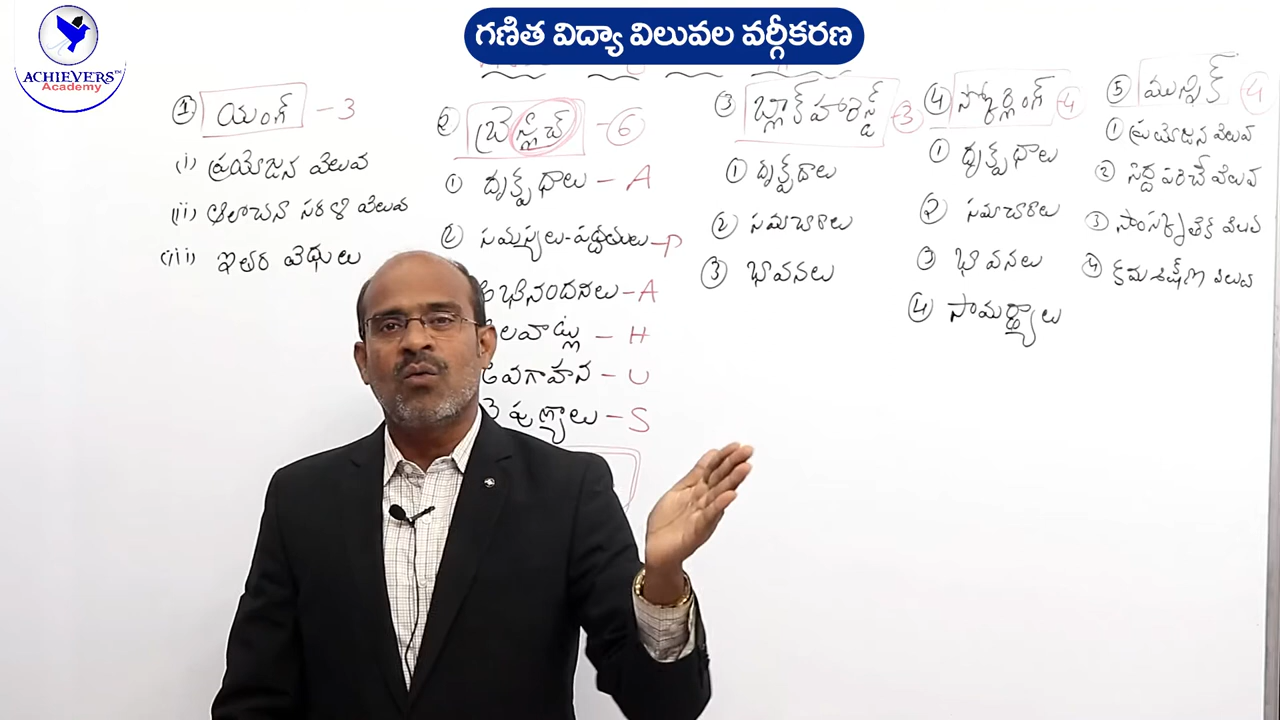 ACHIEVERS™
Academy
గణిత విద్యా విలువల వర్గీకరణ
① యంగ్ - 3
(i) ప్రయోజన విలువ
(ii) ఆలోచనా సరళి విలువ
(iii) ఇతర విధులు
② బ్రెస్లిచ్ - 6
① దృక్పథాలు - A
② సమస్యలు - పద్ధతులు - P
అభినందనలు - A
అలవాట్లు - H
అవగాహన - U
నైపుణ్యాలు - S
③ బ్లాక్ హారెస్ట్ - 3
① దృక్పథాలు
② సమాచారాలు
③ భావనలు
④ స్కోర్లింగ్ - 4
① దృక్పథాలు
② సమాచారాలు
③ భావనలు
④ సామర్థ్యాలు
⑤ మున్నిక్ - 4
① ప్రయోజన విలువ
② సిద్ధపరిచే విలువ
③ సాంస్కృతిక విలువ
④ క్రమశిక్షణ విలువ